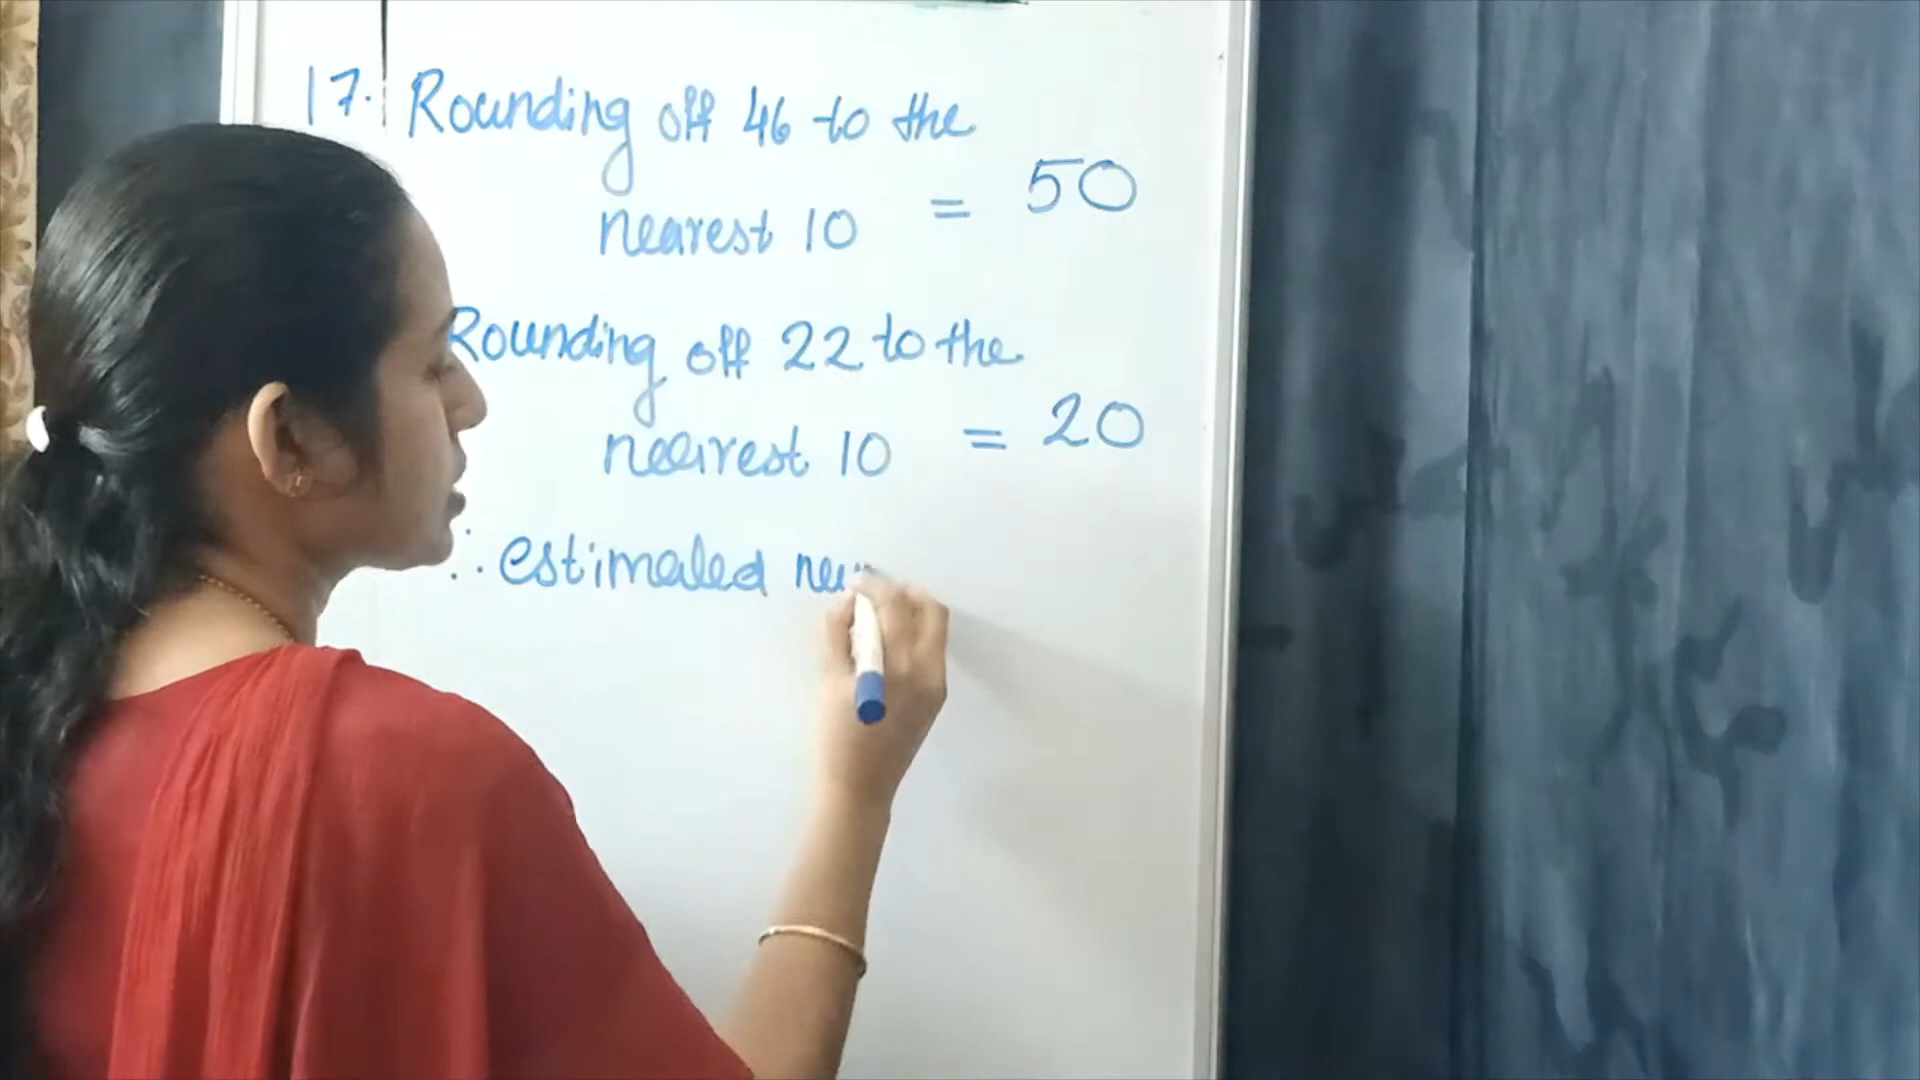 17. Rounding off 46 to the
nearest 10 = 50
Rounding off 22 to the
nearest 10 = 20
∴ estimated